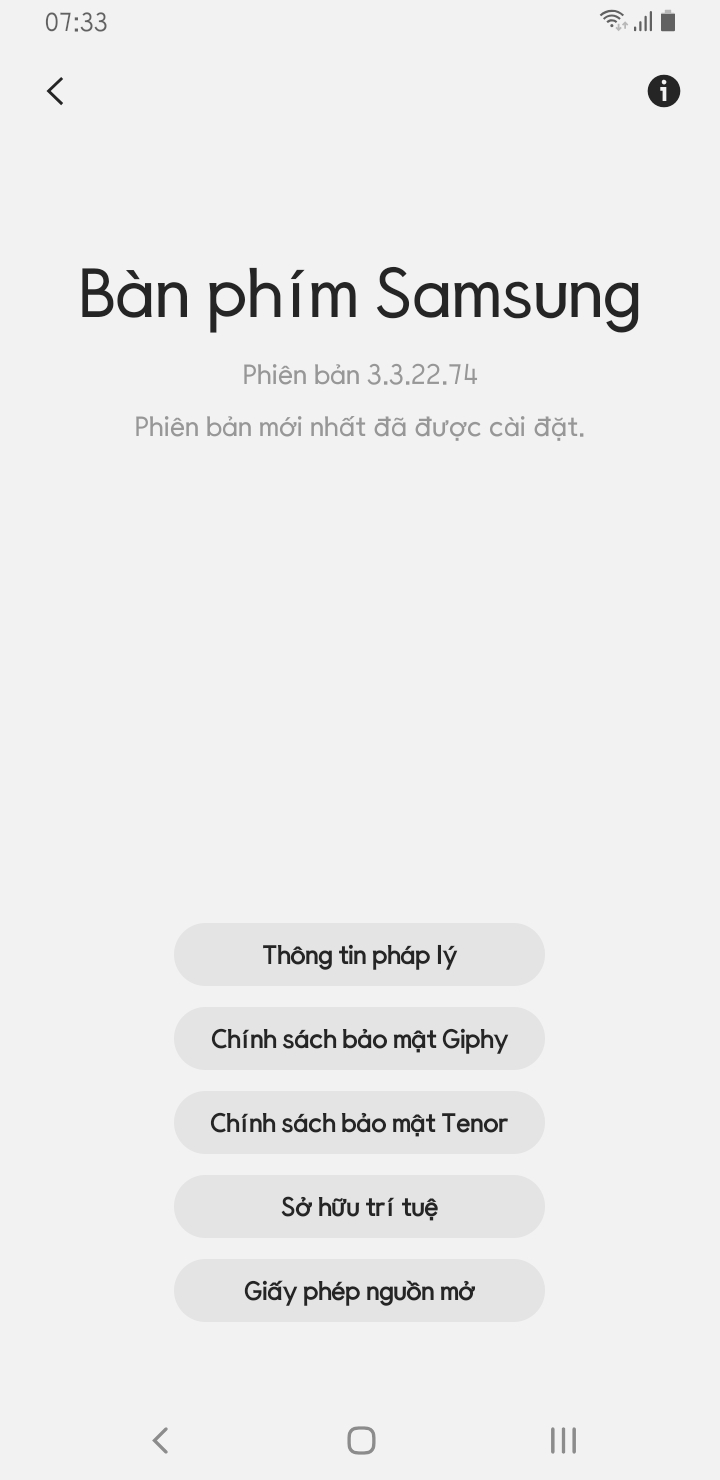 07:33
Bàn phím Samsung
Phiên bản 3.3.22.74
Phiên bản mới nhất đã được cài đặt.
Thông tin pháp lý
Chính sách bảo mật Giphy
Chính sách bảo mật Tenor
Sở hữu trí tuệ
Giấy phép nguồn mở